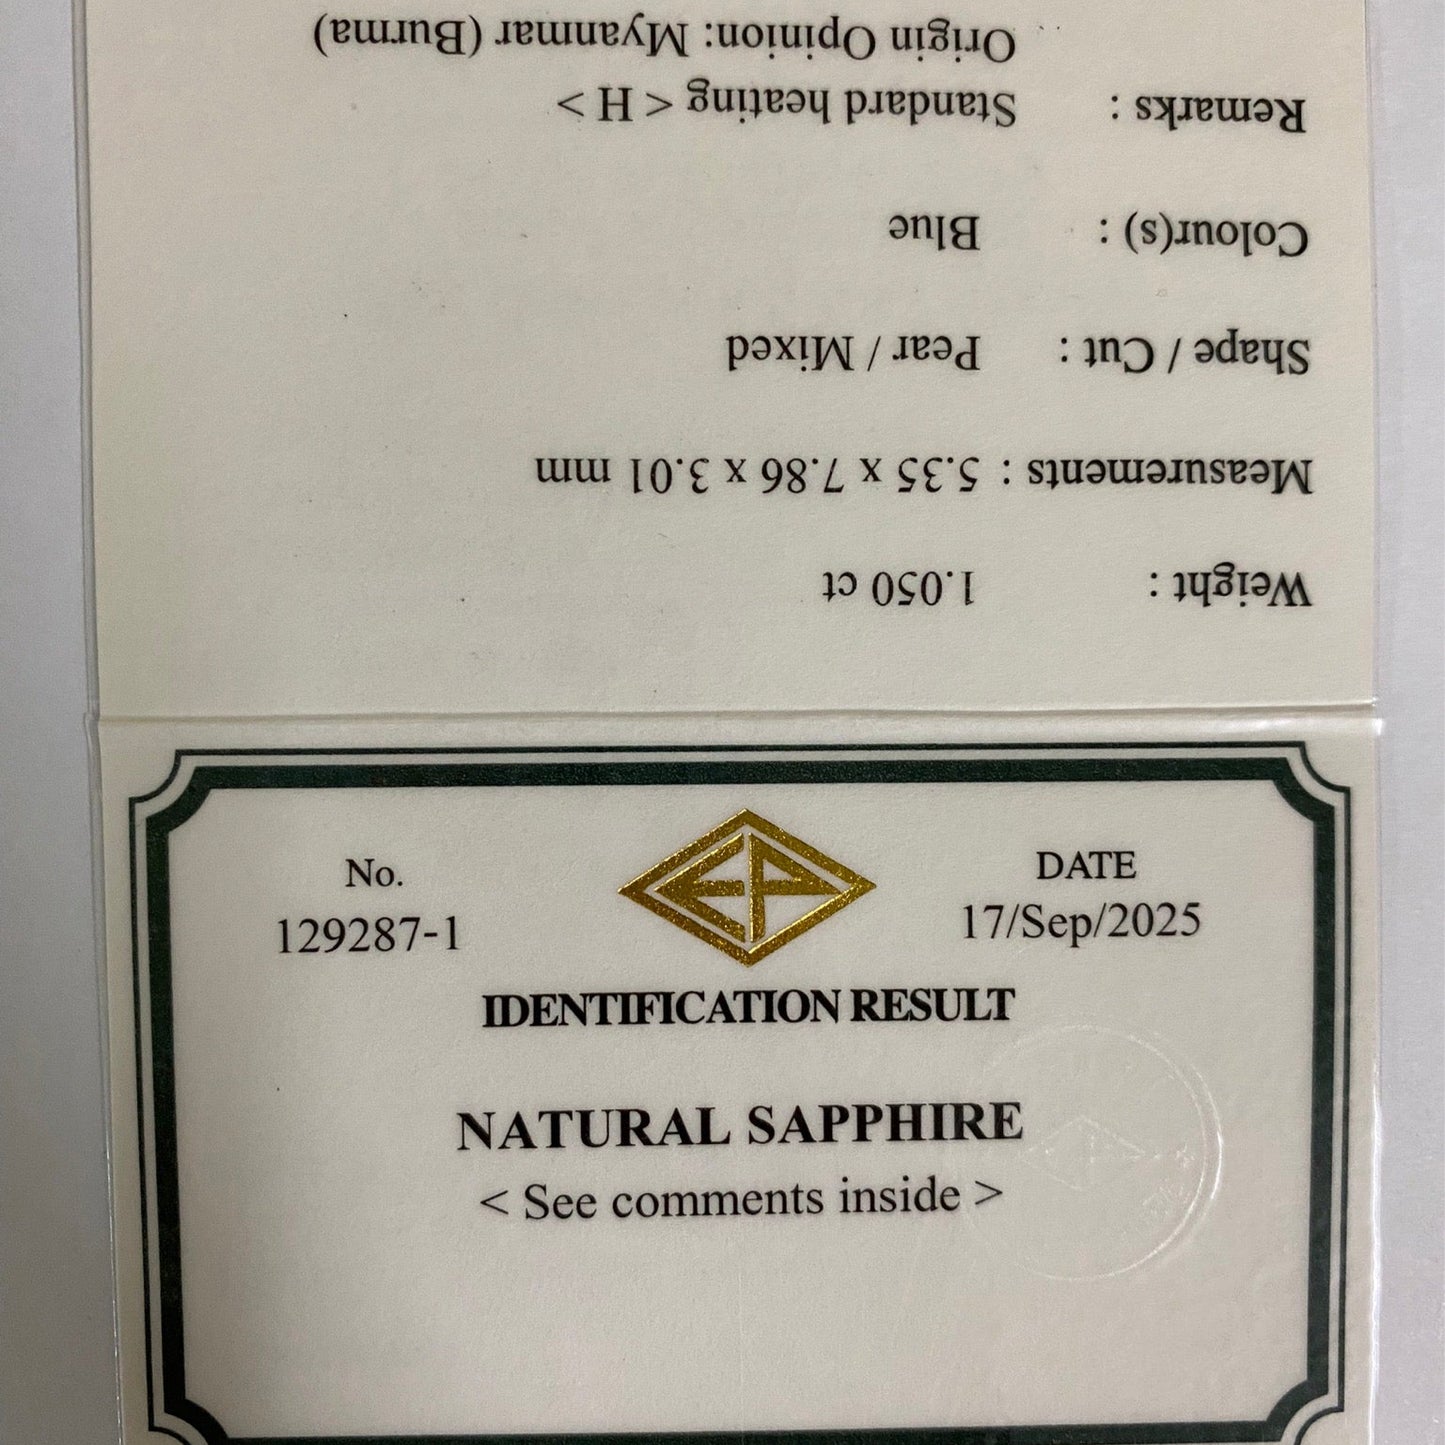 Weight : 1.050 ct
Measurements : 5.35 x 7.86 x 3.01 mm
Shape / Cut : Pear / Mixed
Colour(s) : Blue
Remarks : Standard heating < H >
Origin Opinion: Myanmar (Burma)
No.
129287-1
EP
DATE
17/Sep/2025
IDENTIFICATION RESULT
NATURAL SAPPHIRE
< See comments inside >